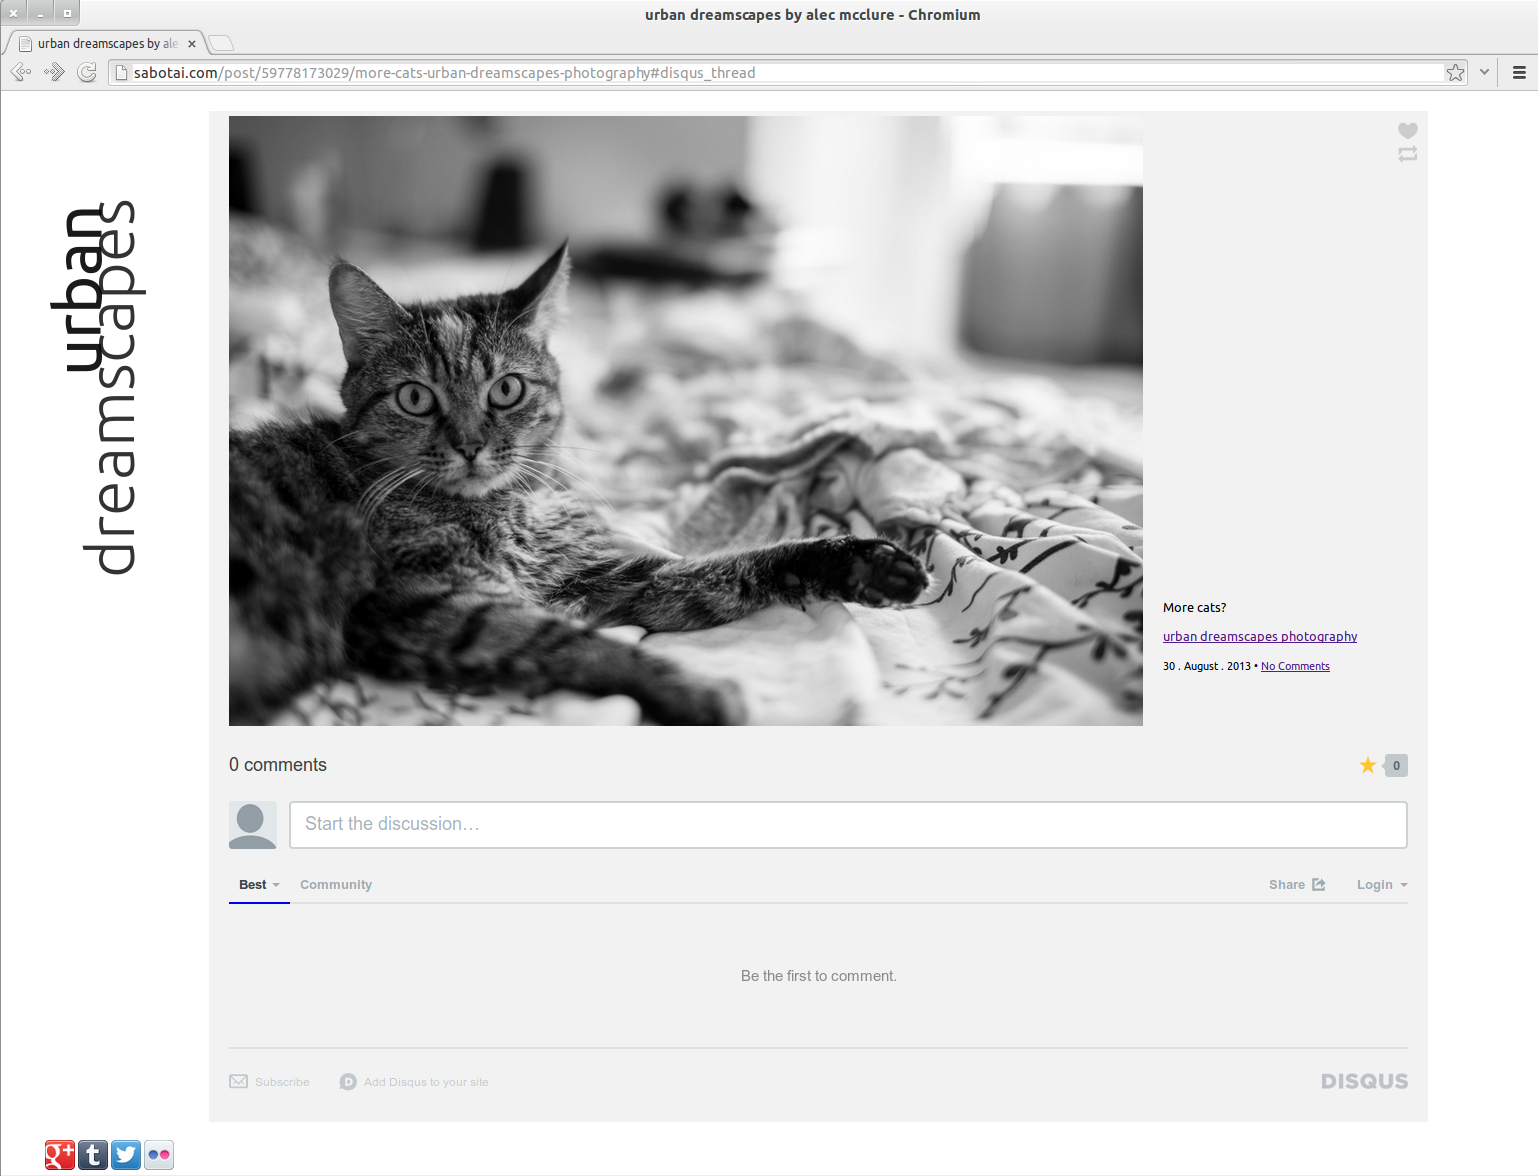 urban dreamscapes by alec mcclure - Chromium
urban dreamscapes by ale
sabotai.com/post/59778173029/more-cats-urban-dreamscapes-photography#disqus_thread
urban
dreamscapes
More cats?
urban dreamscapes photography
30 . August . 2013 • No Comments
0 comments
0
Start the discussion…
Best
Community
Share
Login
Be the first to comment.
Subscribe
D
Add Disqus to your site
DISQUS
g+
t